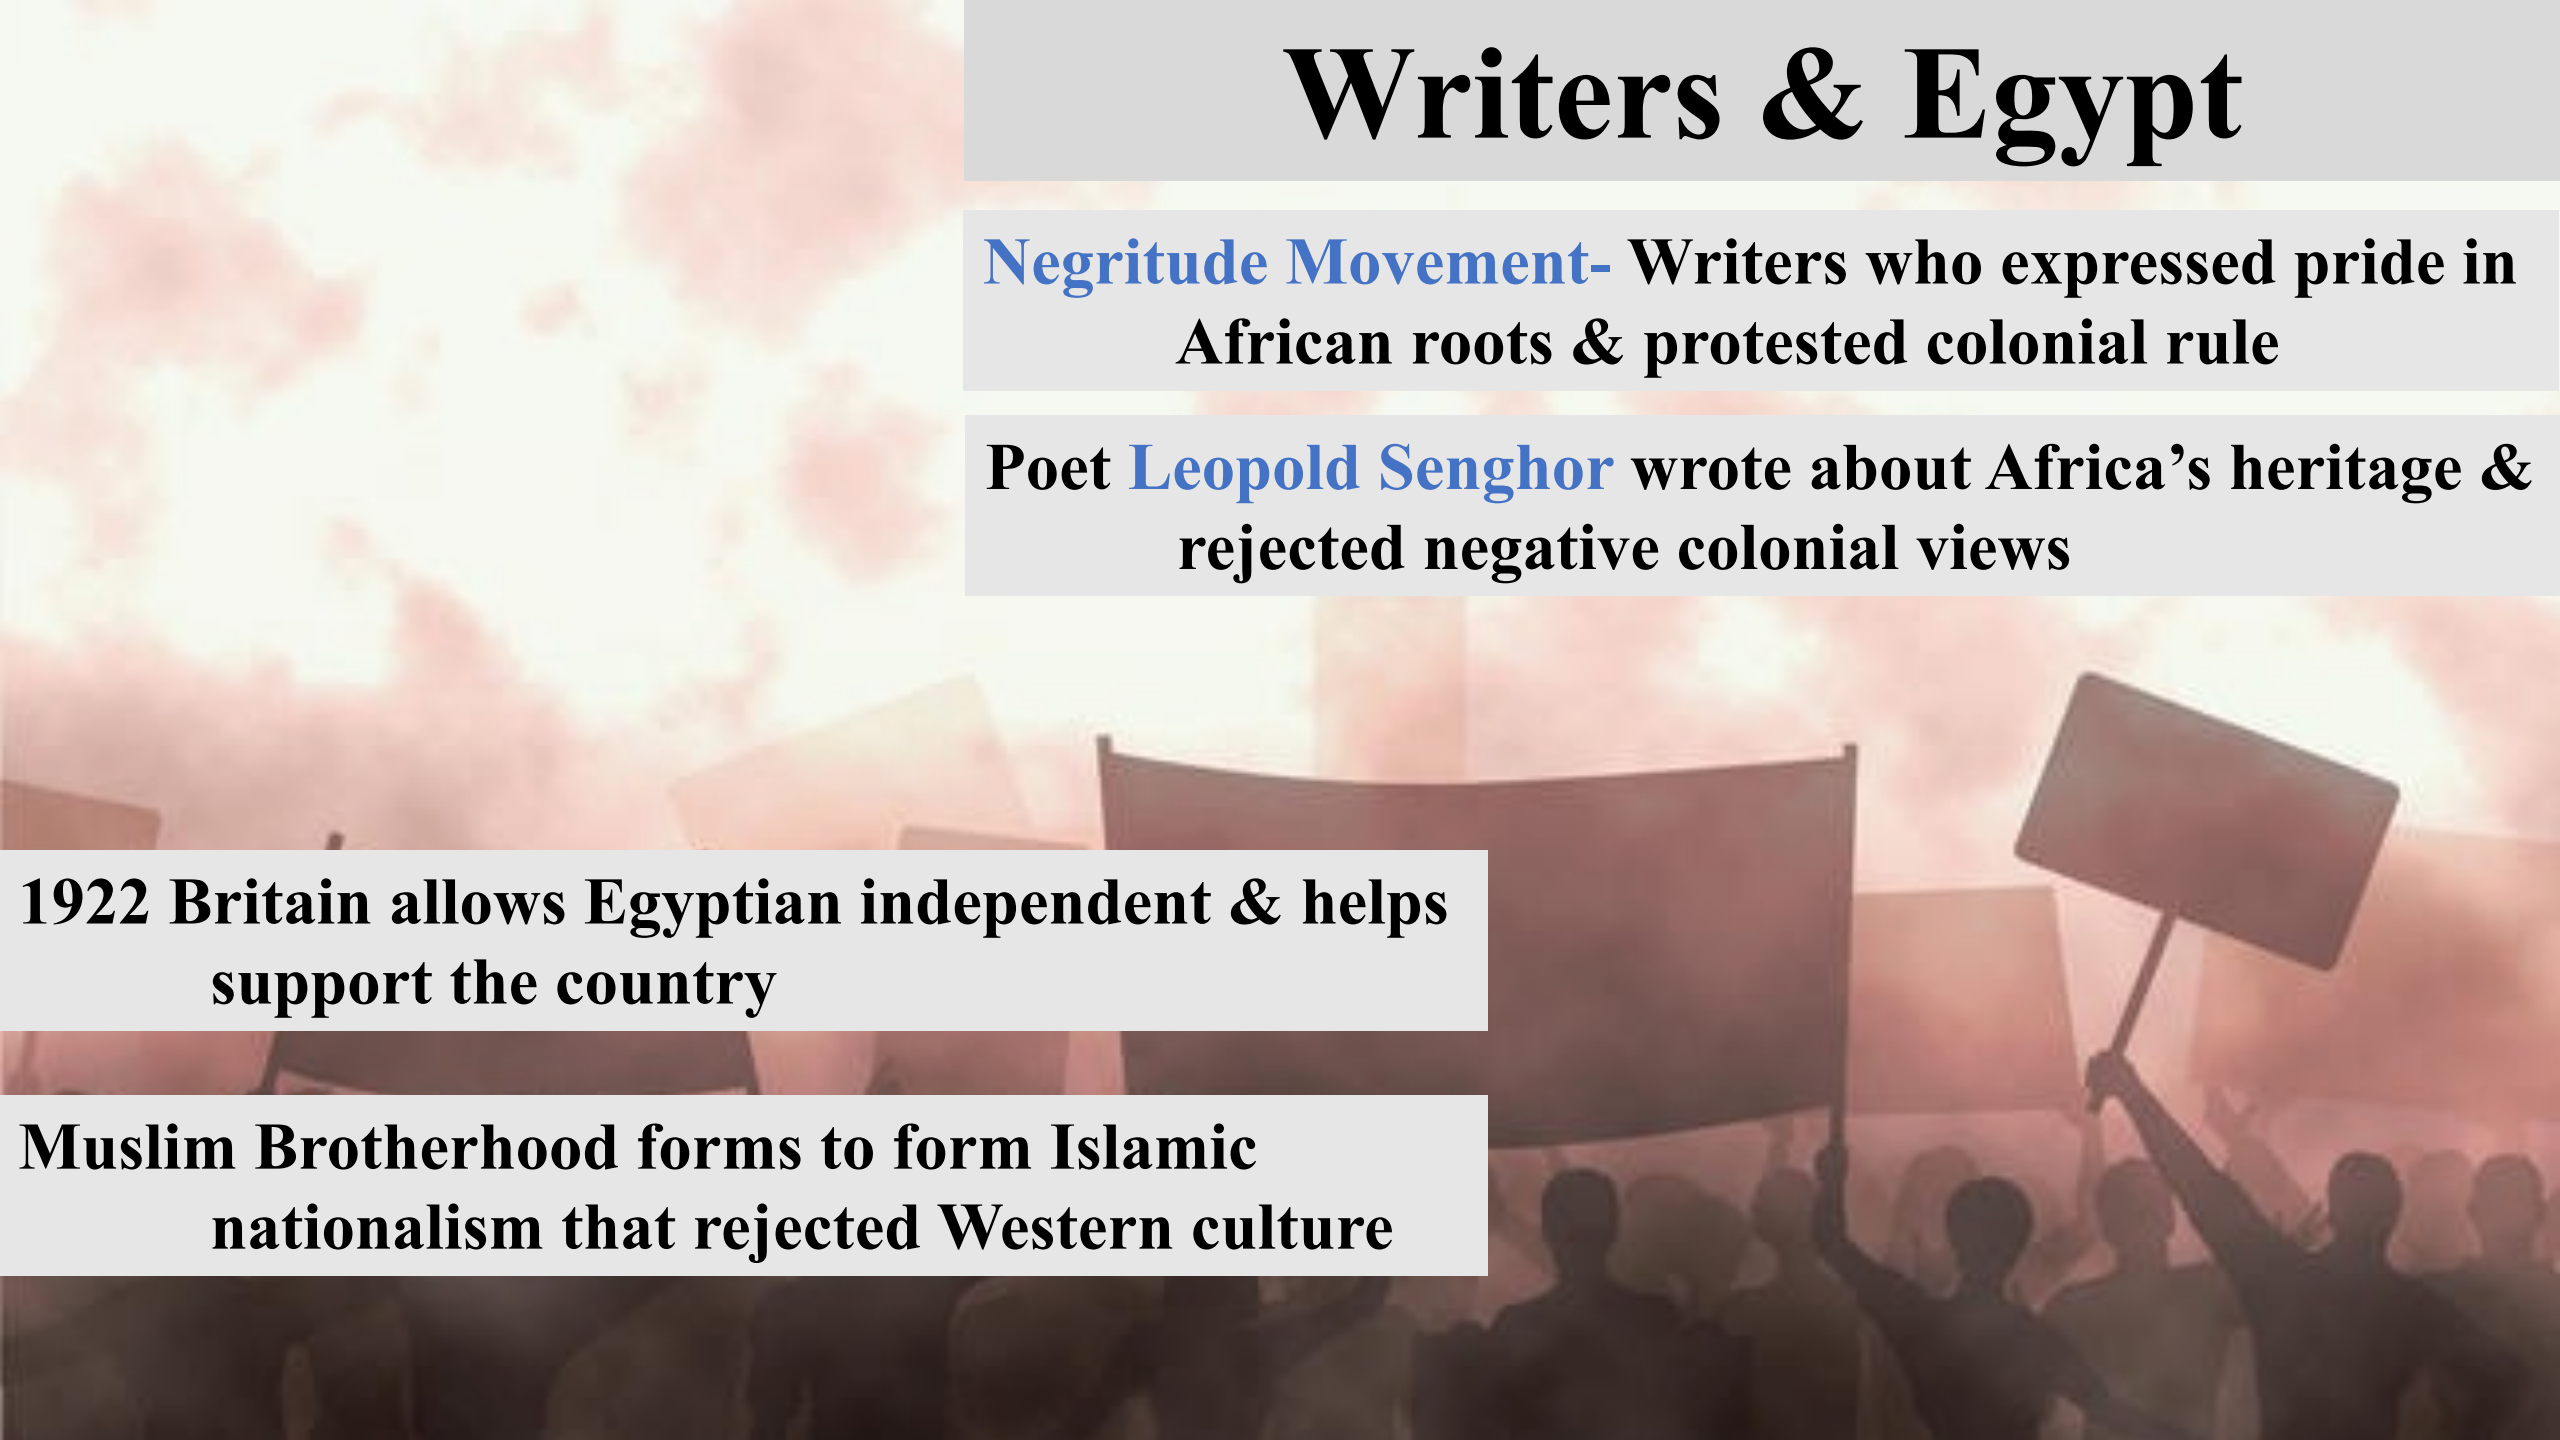 Writers & Egypt
Negritude Movement- Writers who expressed pride in
African roots & protested colonial rule
Poet Leopold Senghor wrote about Africa’s heritage &
rejected negative colonial views
1922 Britain allows Egyptian independent & helps
support the country
Muslim Brotherhood forms to form Islamic
nationalism that rejected Western culture